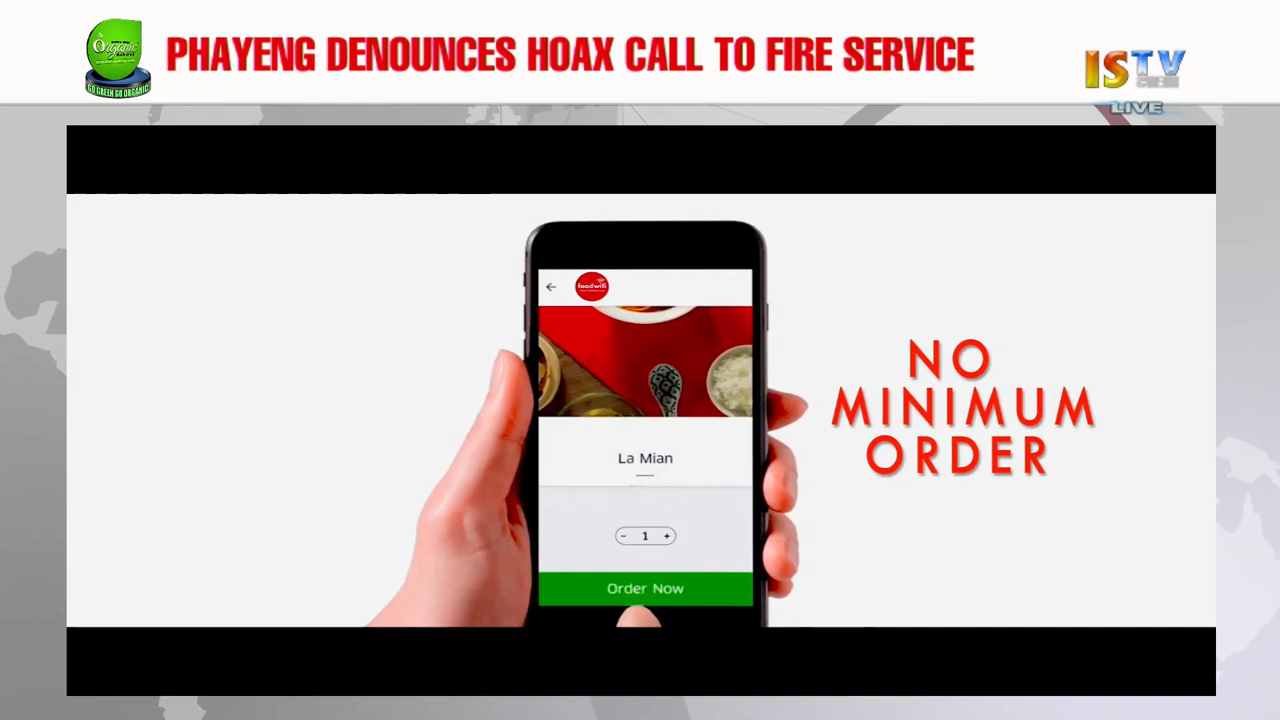 PHAYENG DENOUNCES HOAX CALL TO FIRE SERVICE
Organic
GO GREEN GO ORGANIC
ISTV
LIVE
foodwifi
La Mian
- 1 +
Order Now
NO
MINIMUM
ORDER